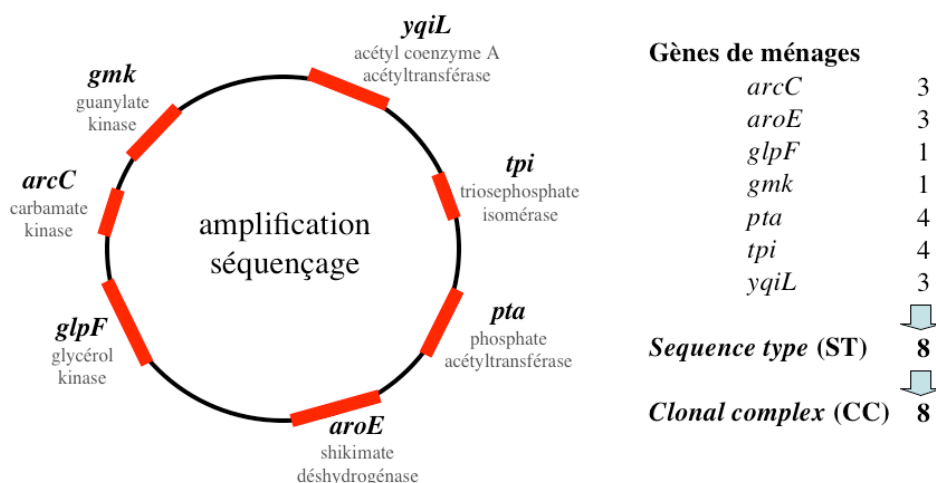 yqiL
acétyl coenzyme A
acétyltransférase
gmk
guanylate
kinase
tpi
triosephosphate
isomérase
arcC
carbamate
kinase
amplification
séquençage
pta
phosphate
acétyltransférase
glpF
glycérol
kinase
aroE
shikimate
déshydrogénase
Gènes de ménages
arcC 3
aroE 3
glpF 1
gmk 1
pta 4
tpi 4
yqiL 3
Sequence type (ST) 8
Clonal complex (CC) 8